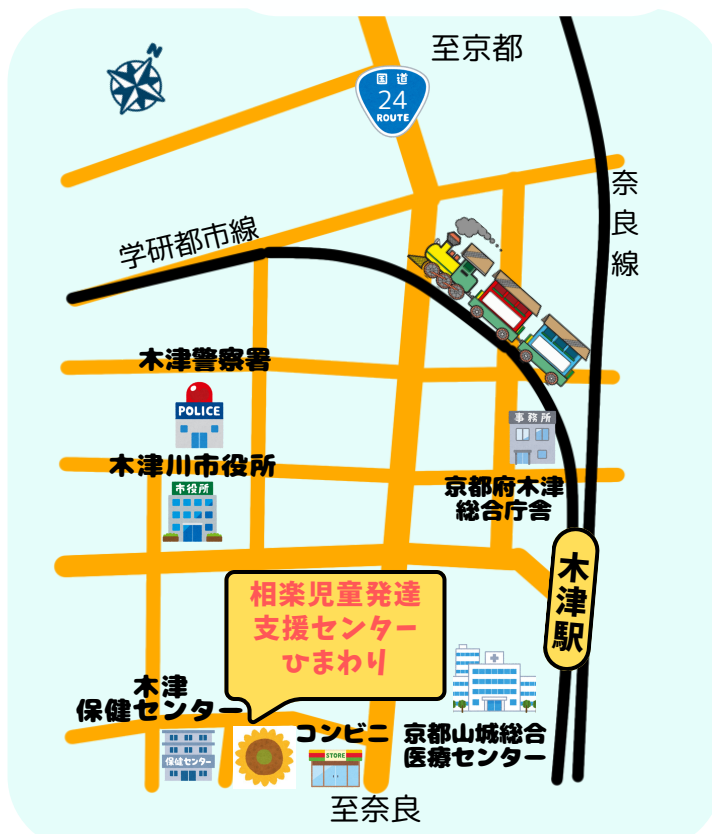 至京都
N
国道
24
ROUTE
奈良線
学研都市線
木津警察署
POLICE
木津川市役所
市役所
事務所
京都府木津
総合庁舎
木津駅
相楽児童発達
支援センター
ひまわり
木津
保健センター
保健センター
コンビニ
STORE
京都山城総合
医療センター
至奈良